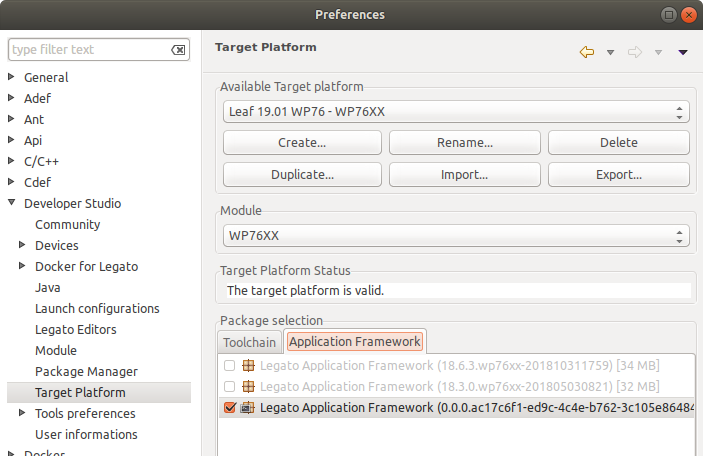 Preferences
type filter text
General
Adef
Ant
Api
C/C++
Cdef
Developer Studio
Community
Devices
Docker for Legato
Java
Launch configurations
Legato Editors
Module
Package Manager
Target Platform
Tools preferences
User informations
Docker
Target Platform
Available Target platform
Leaf 19.01 WP76 - WP76XX
Create... Rename... Delete
Duplicate... Import... Export...
Module
WP76XX
Target Platform Status
The target platform is valid.
Package selection
Toolchain Application Framework
Legato Application Framework (18.6.3.wp76xx-201810311759) [34 MB]
Legato Application Framework (18.3.0.wp76xx-201805030821) [32 MB]
Legato Application Framework (0.0.0.ac17c6f1-ed9c-4c4e-b762-3c105e86484